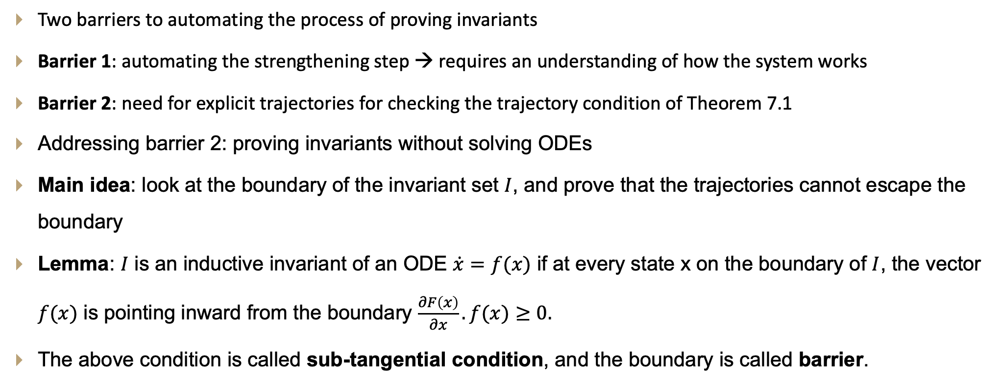 Two barriers to automating the process of proving invariants
Barrier 1: automating the strengthening step → requires an understanding of how the system works
Barrier 2: need for explicit trajectories for checking the trajectory condition of Theorem 7.1
Addressing barrier 2: proving invariants without solving ODEs
Main idea: look at the boundary of the invariant set I, and prove that the trajectories cannot escape the
boundary
Lemma: I is an inductive invariant of an ODE ẋ = f(x) if at every state x on the boundary of I, the vector
f(x) is pointing inward from the boundary ∂F(x)/∂x . f(x) ≥ 0.
The above condition is called sub-tangential condition, and the boundary is called barrier.